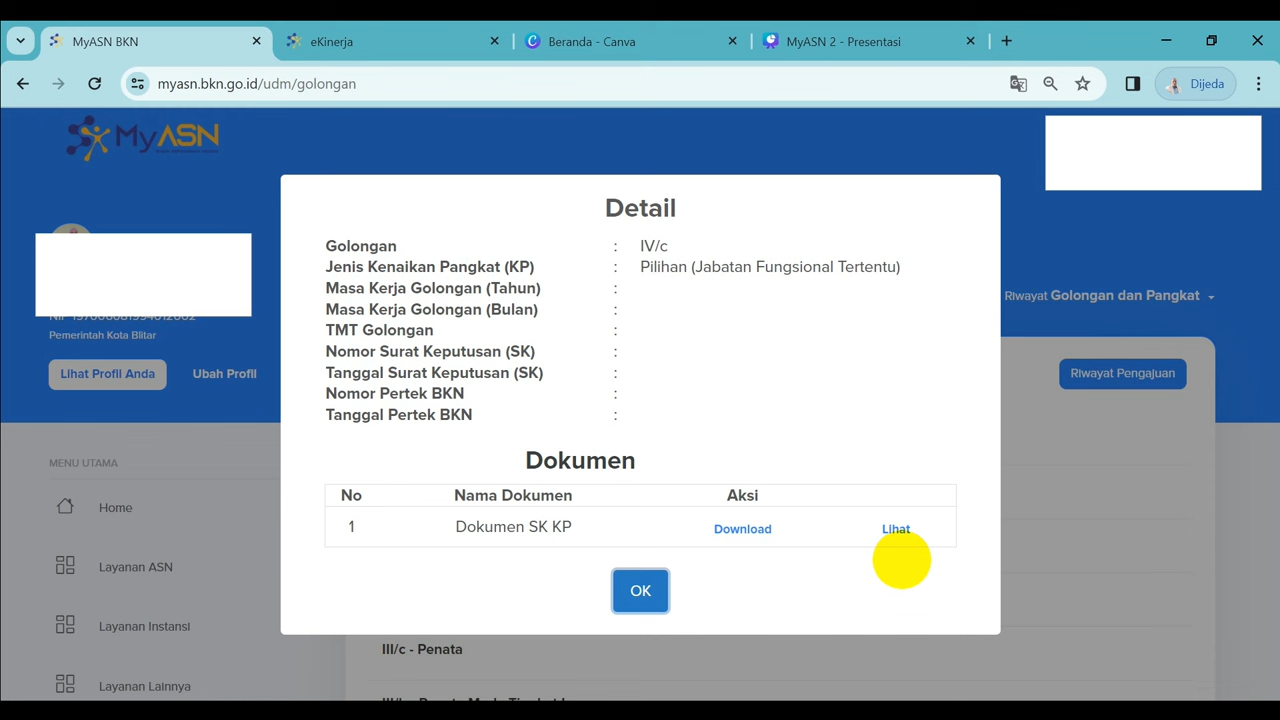 MyASN BKN
eKinerja
Beranda - Canva
MyASN 2 - Presentasi
myasn.bkn.go.id/udm/golongan
Dijeda
MyASN
Detail
Golongan : IV/c
Jenis Kenaikan Pangkat (KP) : Pilihan (Jabatan Fungsional Tertentu)
Masa Kerja Golongan (Tahun) :
Masa Kerja Golongan (Bulan) :
TMT Golongan :
Nomor Surat Keputusan (SK) :
Tanggal Surat Keputusan (SK) :
Nomor Pertek BKN :
Tanggal Pertek BKN :
Dokumen
No Nama Dokumen Aksi
1 Dokumen SK KP Download Lihat
OK
Pemerintah Kota Blitar
Lihat Profil Anda Ubah Profil
Riwayat Golongan dan Pangkat
Riwayat Pengajuan
MENU UTAMA
Home
Layanan ASN
Layanan Instansi
Layanan Lainnya
III/c - Penata